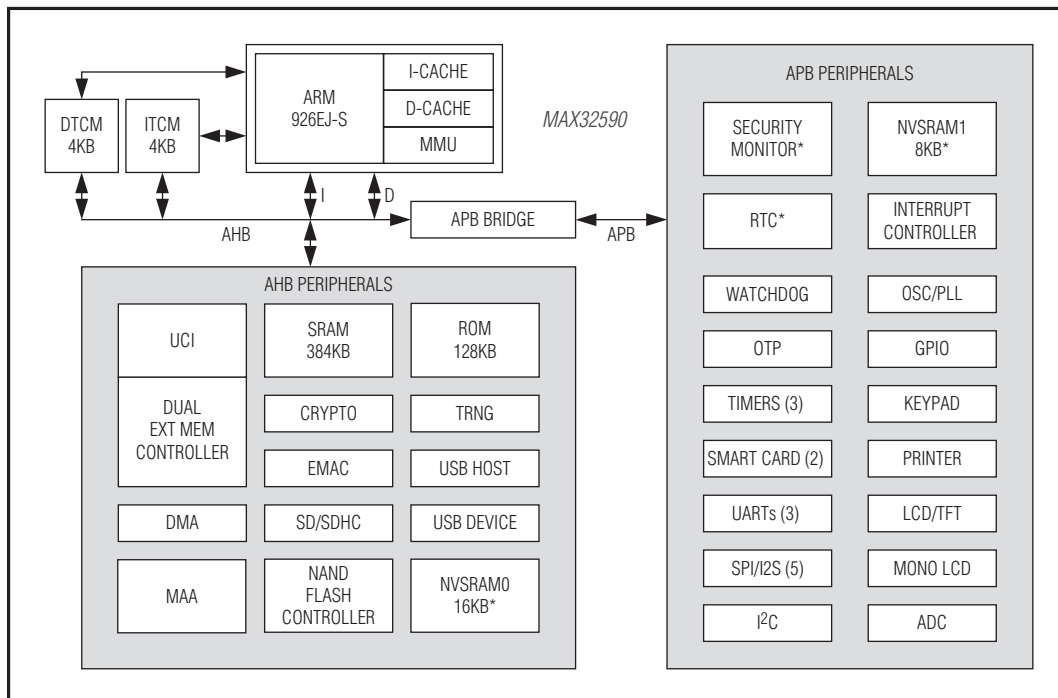 I-CACHE
ARM
926EJ-S
D-CACHE
MMU
MAX32590
DTCM
4KB
ITCM
4KB
I
D
AHB
APB BRIDGE
APB
AHB PERIPHERALS
UCI
SRAM
384KB
ROM
128KB
DUAL
EXT MEM
CONTROLLER
CRYPTO
TRNG
EMAC
USB HOST
DMA
SD/SDHC
USB DEVICE
MAA
NAND
FLASH
CONTROLLER
NVSRAM0
16KB*
APB PERIPHERALS
SECURITY
MONITOR*
NVSRAM1
8KB*
RTC*
INTERRUPT
CONTROLLER
WATCHDOG
OSC/PLL
OTP
GPIO
TIMERS (3)
KEYPAD
SMART CARD (2)
PRINTER
UARTs (3)
LCD/TFT
SPI/I2S (5)
MONO LCD
I²C
ADC